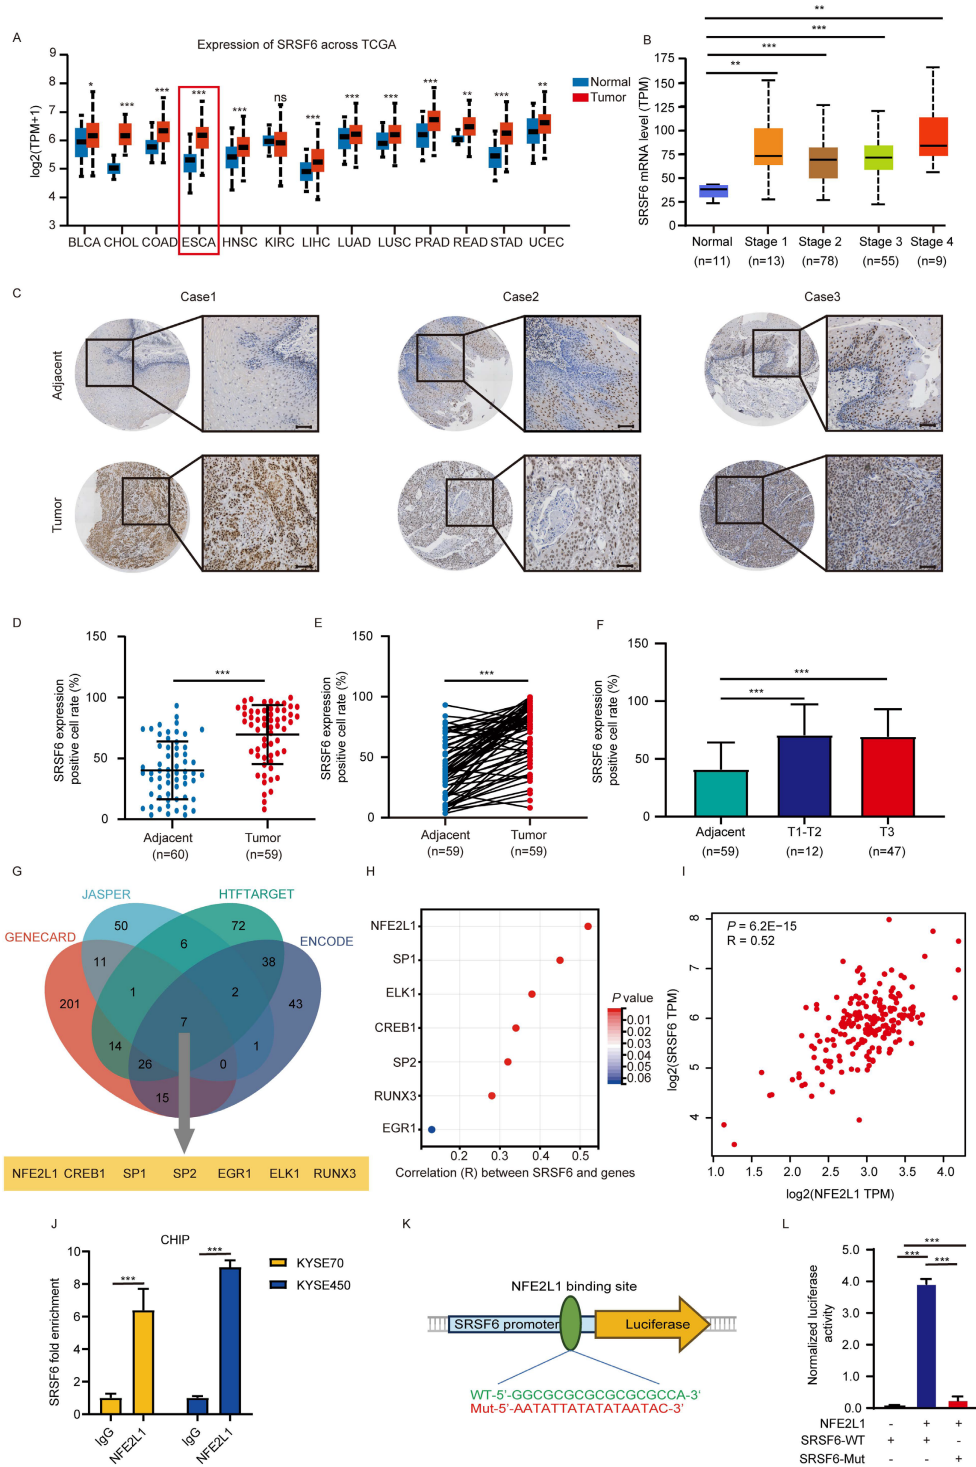 A
Expression of SRSF6 across TCGA
log2(TPM+1)
9
8
7
6
5
4
3
* *** *** *** *** ns *** *** *** *** ** *** **
Normal
Tumor
BLCA CHOL COAD ESCA HNSC KIRC LIHC LUAD LUSC PRAD READ STAD UCEC
B
SRSF6 mRNA level (TPM)
175
150
125
100
75
50
25
0
**
***
***
**
Normal Stage 1 Stage 2 Stage 3 Stage 4
(n=11) (n=13) (n=78) (n=55) (n=9)
C
Case1 Case2 Case3
Adjacent
Tumor
D
SRSF6 expression
positive cell rate (%)
150
100
50
0
***
Adjacent Tumor
(n=60) (n=59)
E
SRSF6 expression
positive cell rate (%)
150
100
50
0
***
Adjacent Tumor
(n=59) (n=59)
F
SRSF6 expression
positive cell rate (%)
150
100
50
0
***
***
Adjacent T1-T2 T3
(n=59) (n=12) (n=47)
G
JASPER HTFTARGET
GENECARD ENCODE
50 72
6
11 38
1 2
201 43
7
14 1
26 0
15
NFE2L1 CREB1 SP1 SP2 EGR1 ELK1 RUNX3
H
NFE2L1
SP1
ELK1
CREB1
SP2
RUNX3
EGR1
0.2 0.3 0.4 0.5
Correlation (R) between SRSF6 and genes
P value
0.01
0.02
0.03
0.04
0.05
0.06
I
P = 6.2E−15
R = 0.52
log2(SRSF6 TPM)
8
7
6
5
4
1.0 1.5 2.0 2.5 3.0 3.5 4.0
log2(NFE2L1 TPM)
J
CHIP
SRSF6 fold enrichment
10
8
6
4
2
0
*** ***
KYSE70
KYSE450
IgG NFE2L1 IgG NFE2L1
K
NFE2L1 binding site
SRSF6 promoter Luciferase
WT-5'-GGCGCGCGCGCGCGCCA-3'
Mut-5'-AATATTATATATAATAC-3'
L
Normalized luciferase
activity
5.0
4.0
3.0
2.0
1.0
0.0
***
*** ***
NFE2L1 - + +
SRSF6-WT + + -
SRSF6-Mut - - +